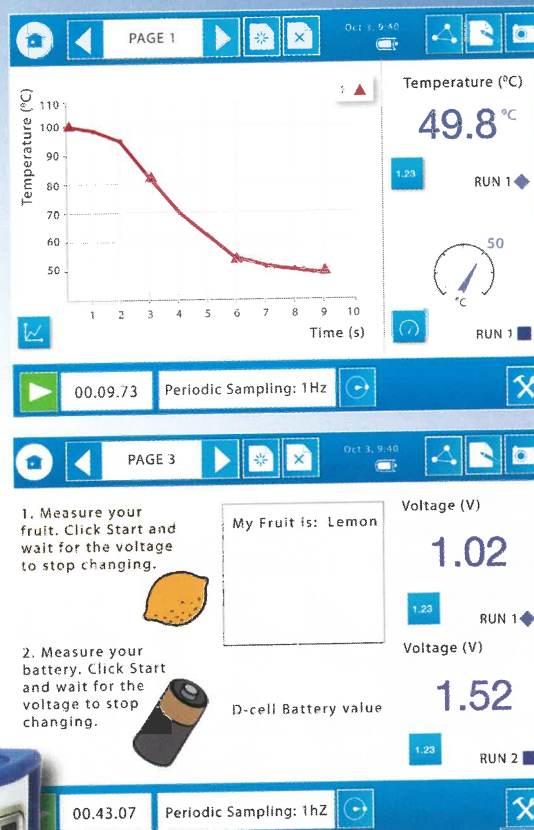 PAGE 1
Oct 3, 9:40
Temperature (ºC)
110
100
90
80
70
60
50
1 2 3 4 5 6 7 8 9 10
Time (s)
Temperature (ºC)
49.8 ºC
1.23
RUN 1
50
ºC
RUN 1
00.09.73
Periodic Sampling: 1Hz
PAGE 3
Oct 3, 9:40
1. Measure your
fruit. Click Start and
wait for the voltage
to stop changing.
My Fruit is: Lemon
Voltage (V)
1.02
1.23
RUN 1
2. Measure your
battery. Click Start
and wait for the
voltage to stop
changing.
D-cell Battery value
Voltage (V)
1.52
1.23
RUN 2
00.43.07
Periodic Sampling: 1hZ